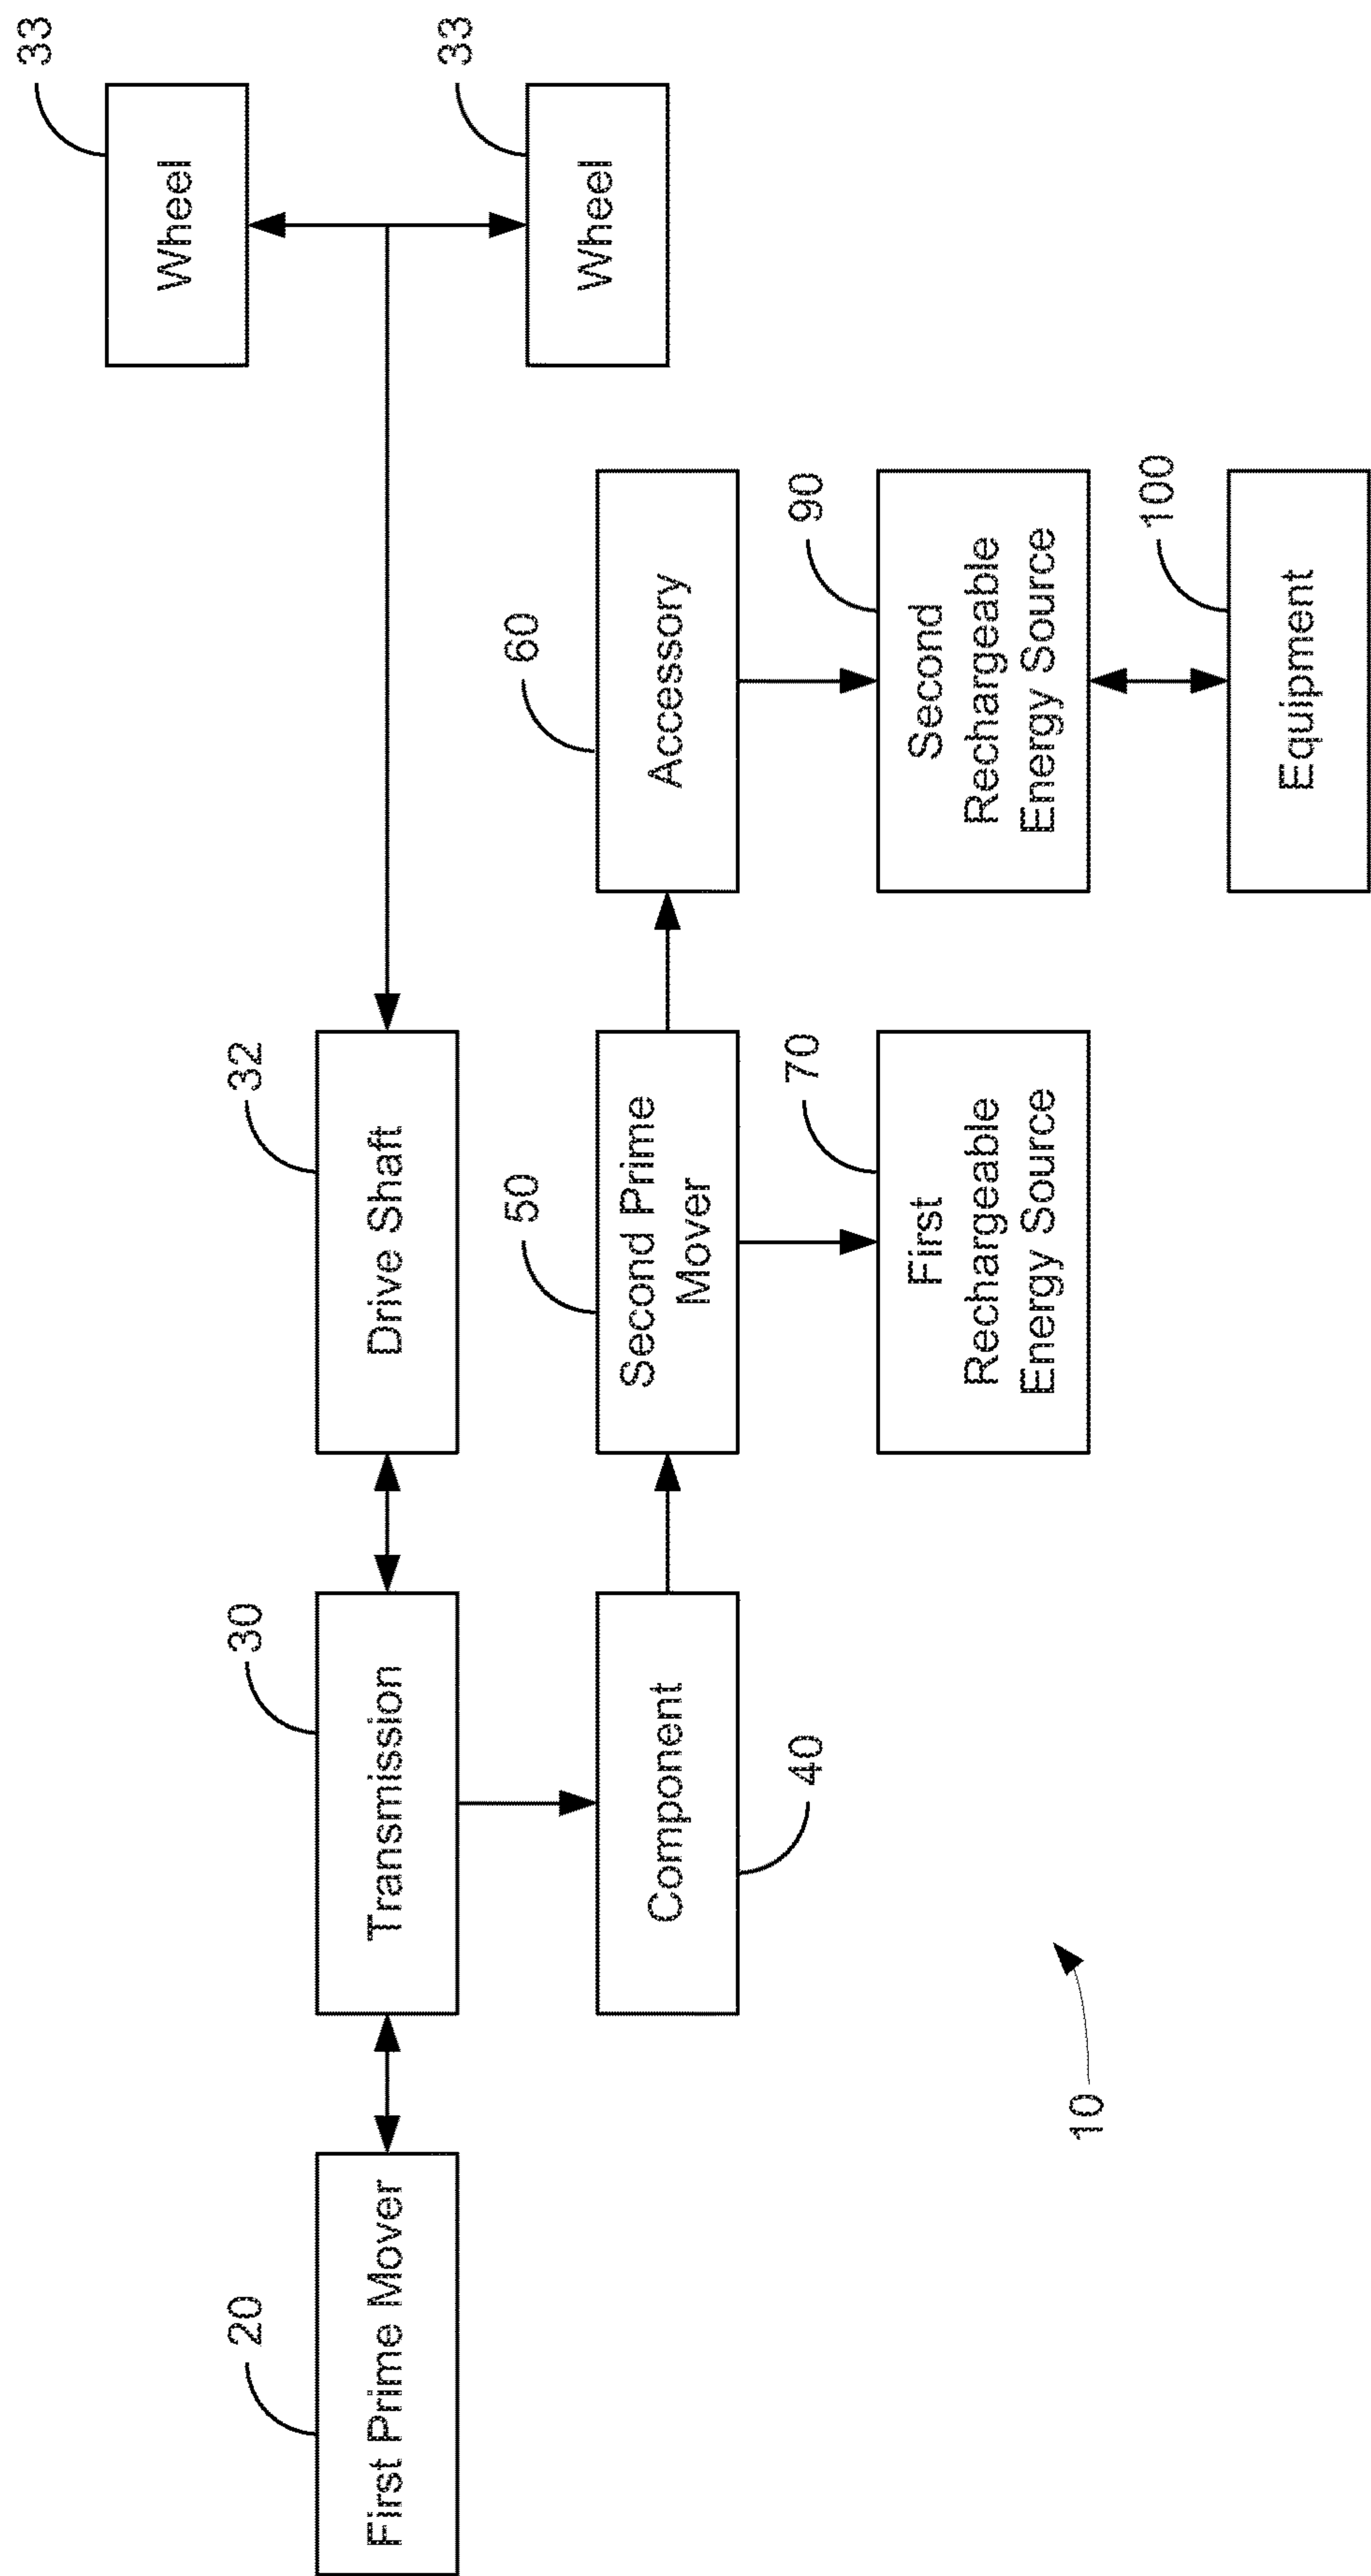 33
Wheel
33
Wheel
20
First Prime Mover
30
Transmission
32
Drive Shaft
40
Component
50
Second Prime
Mover
60
Accessory
70
First
Rechargeable
Energy Source
90
Second
Rechargeable
Energy Source
100
Equipment
10